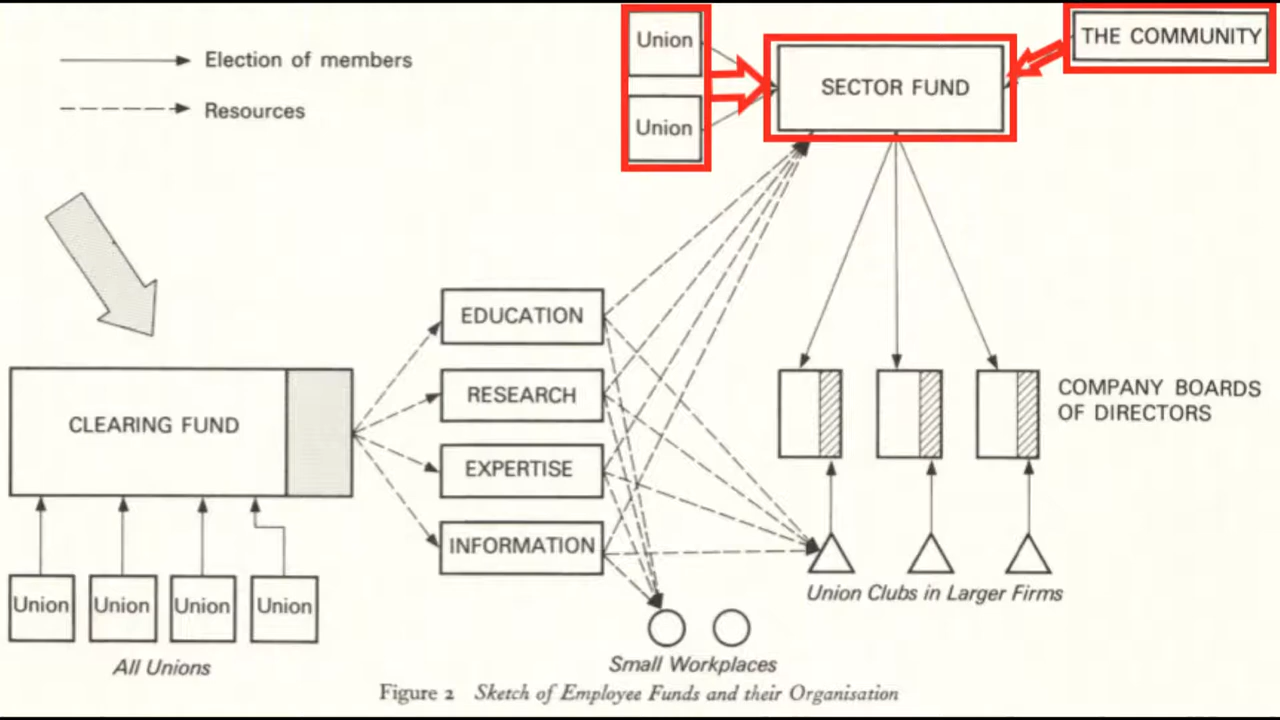 Election of members
Resources
Union
Union
SECTOR FUND
THE COMMUNITY
EDUCATION
RESEARCH
EXPERTISE
INFORMATION
CLEARING FUND
COMPANY BOARDS
OF DIRECTORS
Union
Union
Union
Union
All Unions
Union Clubs in Larger Firms
Small Workplaces
Figure 2 Sketch of Employee Funds and their Organisation